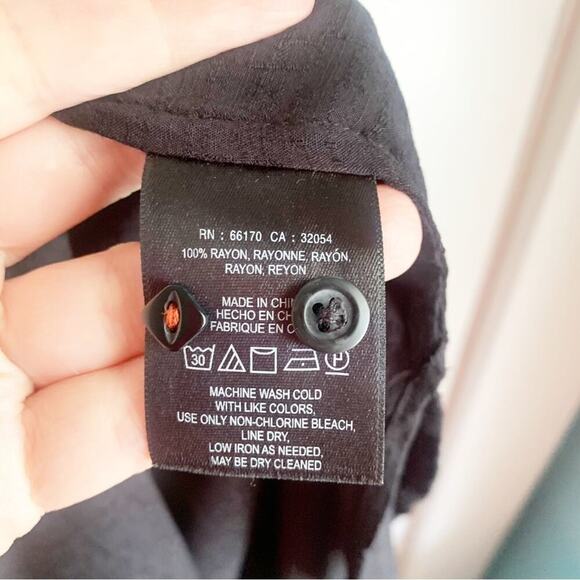 RN : 66170 CA : 32054
100% RAYON, RAYONNE, RAYÓN,
RAYON, REYON
MADE IN CHIN
HECHO EN CH
FABRIQUE EN C
30
P
MACHINE WASH COLD
WITH LIKE COLORS,
USE ONLY NON-CHLORINE BLEACH,
LINE DRY,
LOW IRON AS NEEDED,
MAY BE DRY CLEANED